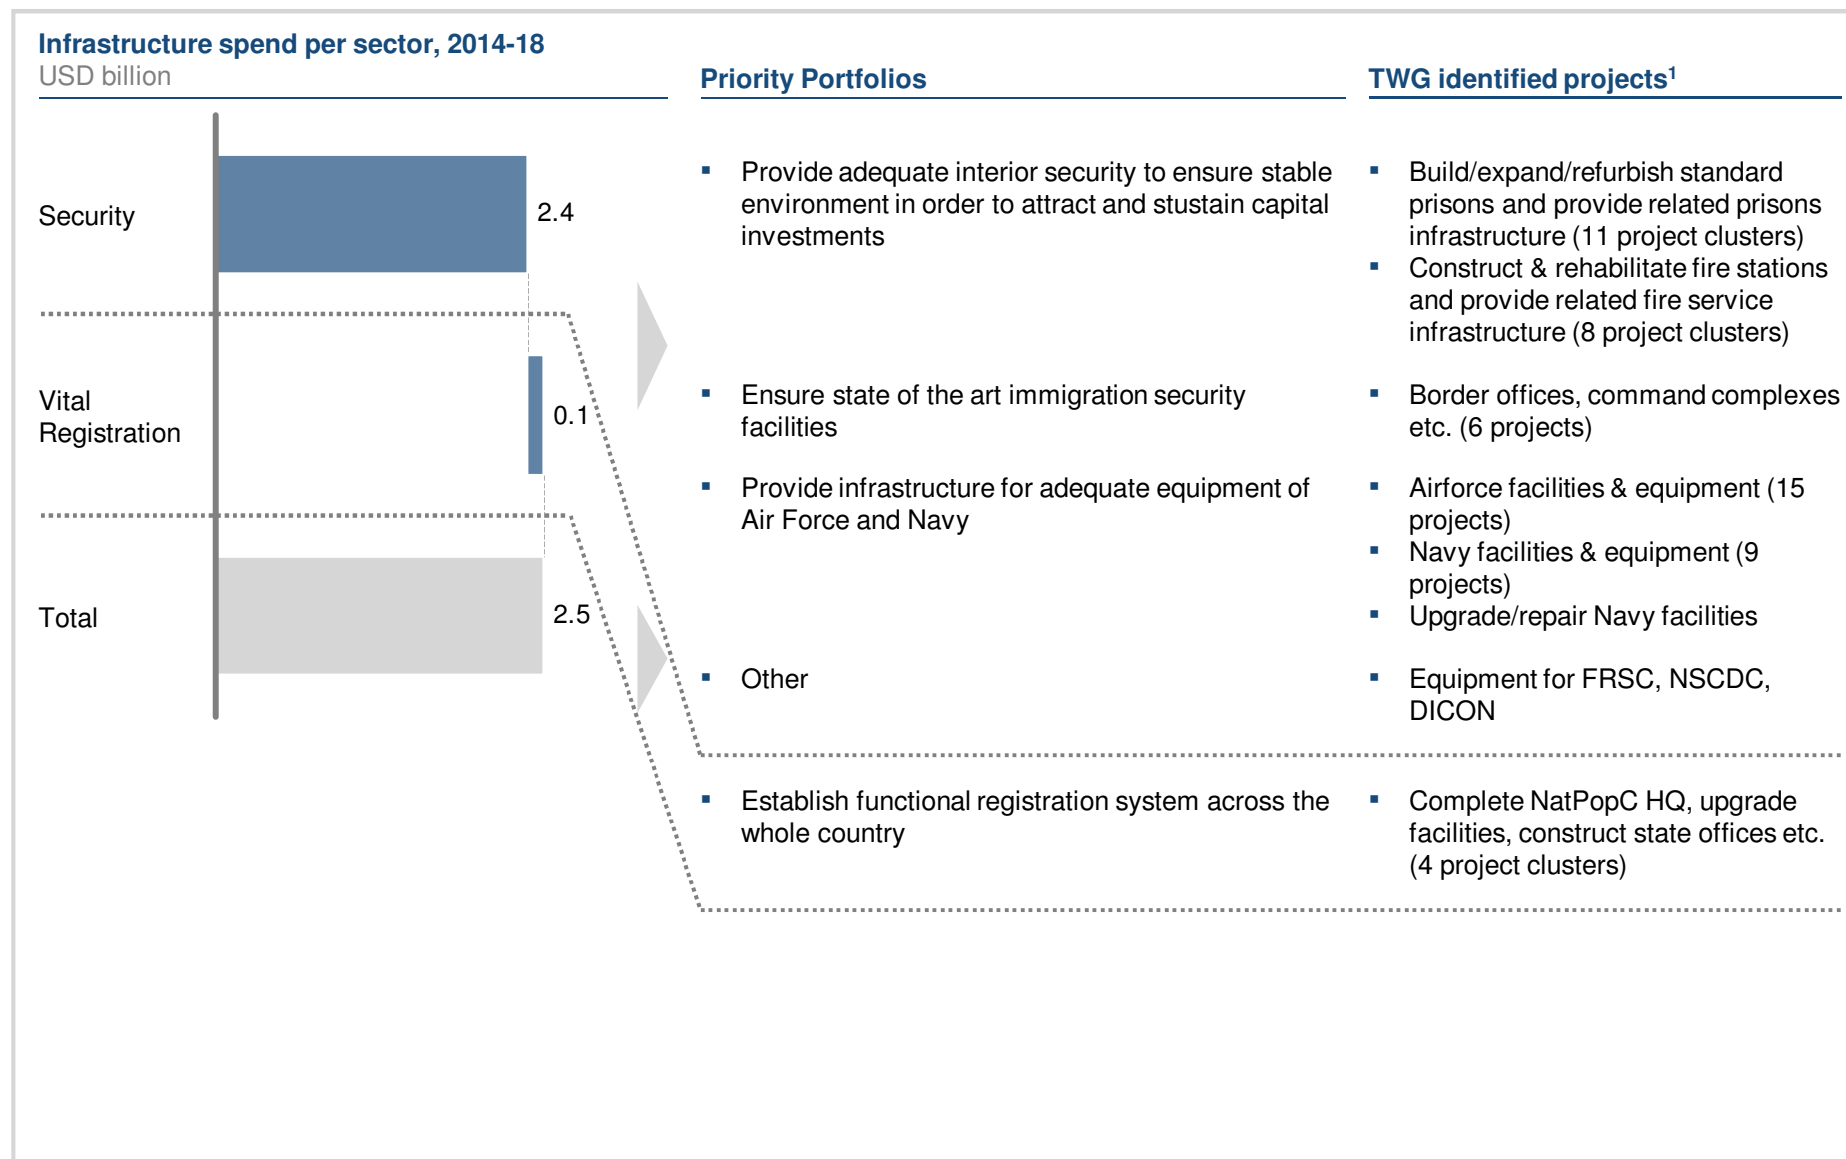 Infrastructure spend per sector, 2014-18
USD billion
Security
2.4
Vital
Registration
0.1
Total
2.5
Priority Portfolios
▪ Provide adequate interior security to ensure stable
environment in order to attract and stustain capital
investments
▪ Ensure state of the art immigration security
facilities
▪ Provide infrastructure for adequate equipment of
Air Force and Navy
▪ Other
▪ Establish functional registration system across the
whole country
TWG identified projects¹
▪ Build/expand/refurbish standard
prisons and provide related prisons
infrastructure (11 project clusters)
▪ Construct & rehabilitate fire stations
and provide related fire service
infrastructure (8 project clusters)
▪ Border offices, command complexes
etc. (6 projects)
▪ Airforce facilities & equipment (15
projects)
▪ Navy facilities & equipment (9
projects)
▪ Upgrade/repair Navy facilities
▪ Equipment for FRSC, NSCDC,
DICON
▪ Complete NatPopC HQ, upgrade
facilities, construct state offices etc.
(4 project clusters)